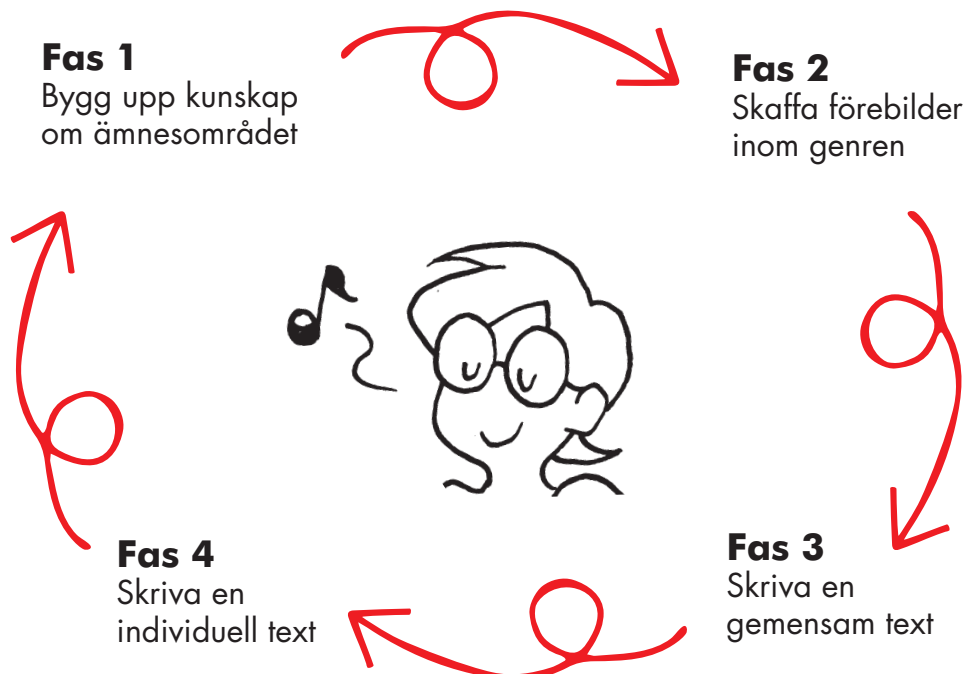 Fas 1
Bygg upp kunskap
om ämnesområdet
Fas 2
Skaffa förebilder
inom genren
Fas 3
Skriva en
gemensam text
Fas 4
Skriva en
individuell text